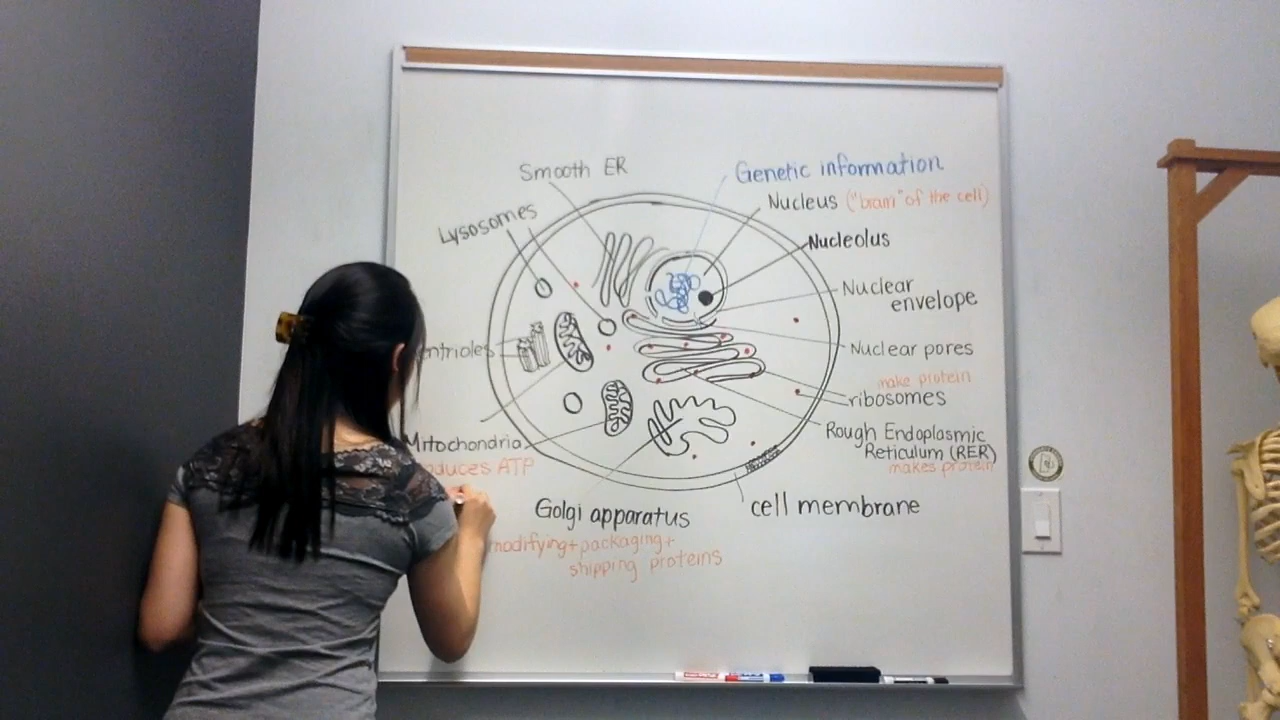 Smooth ER
Genetic information
Nucleus ("brain" of the cell)
Lysosomes
Nucleolus
Nuclear
envelope
entrioles
Nuclear pores
make protein
ribosomes
Mitochondria
oduces ATP
Rough Endoplasmic
Reticulum (RER)
makes protein
Golgi apparatus
cell membrane
modifying + packaging +
shipping proteins